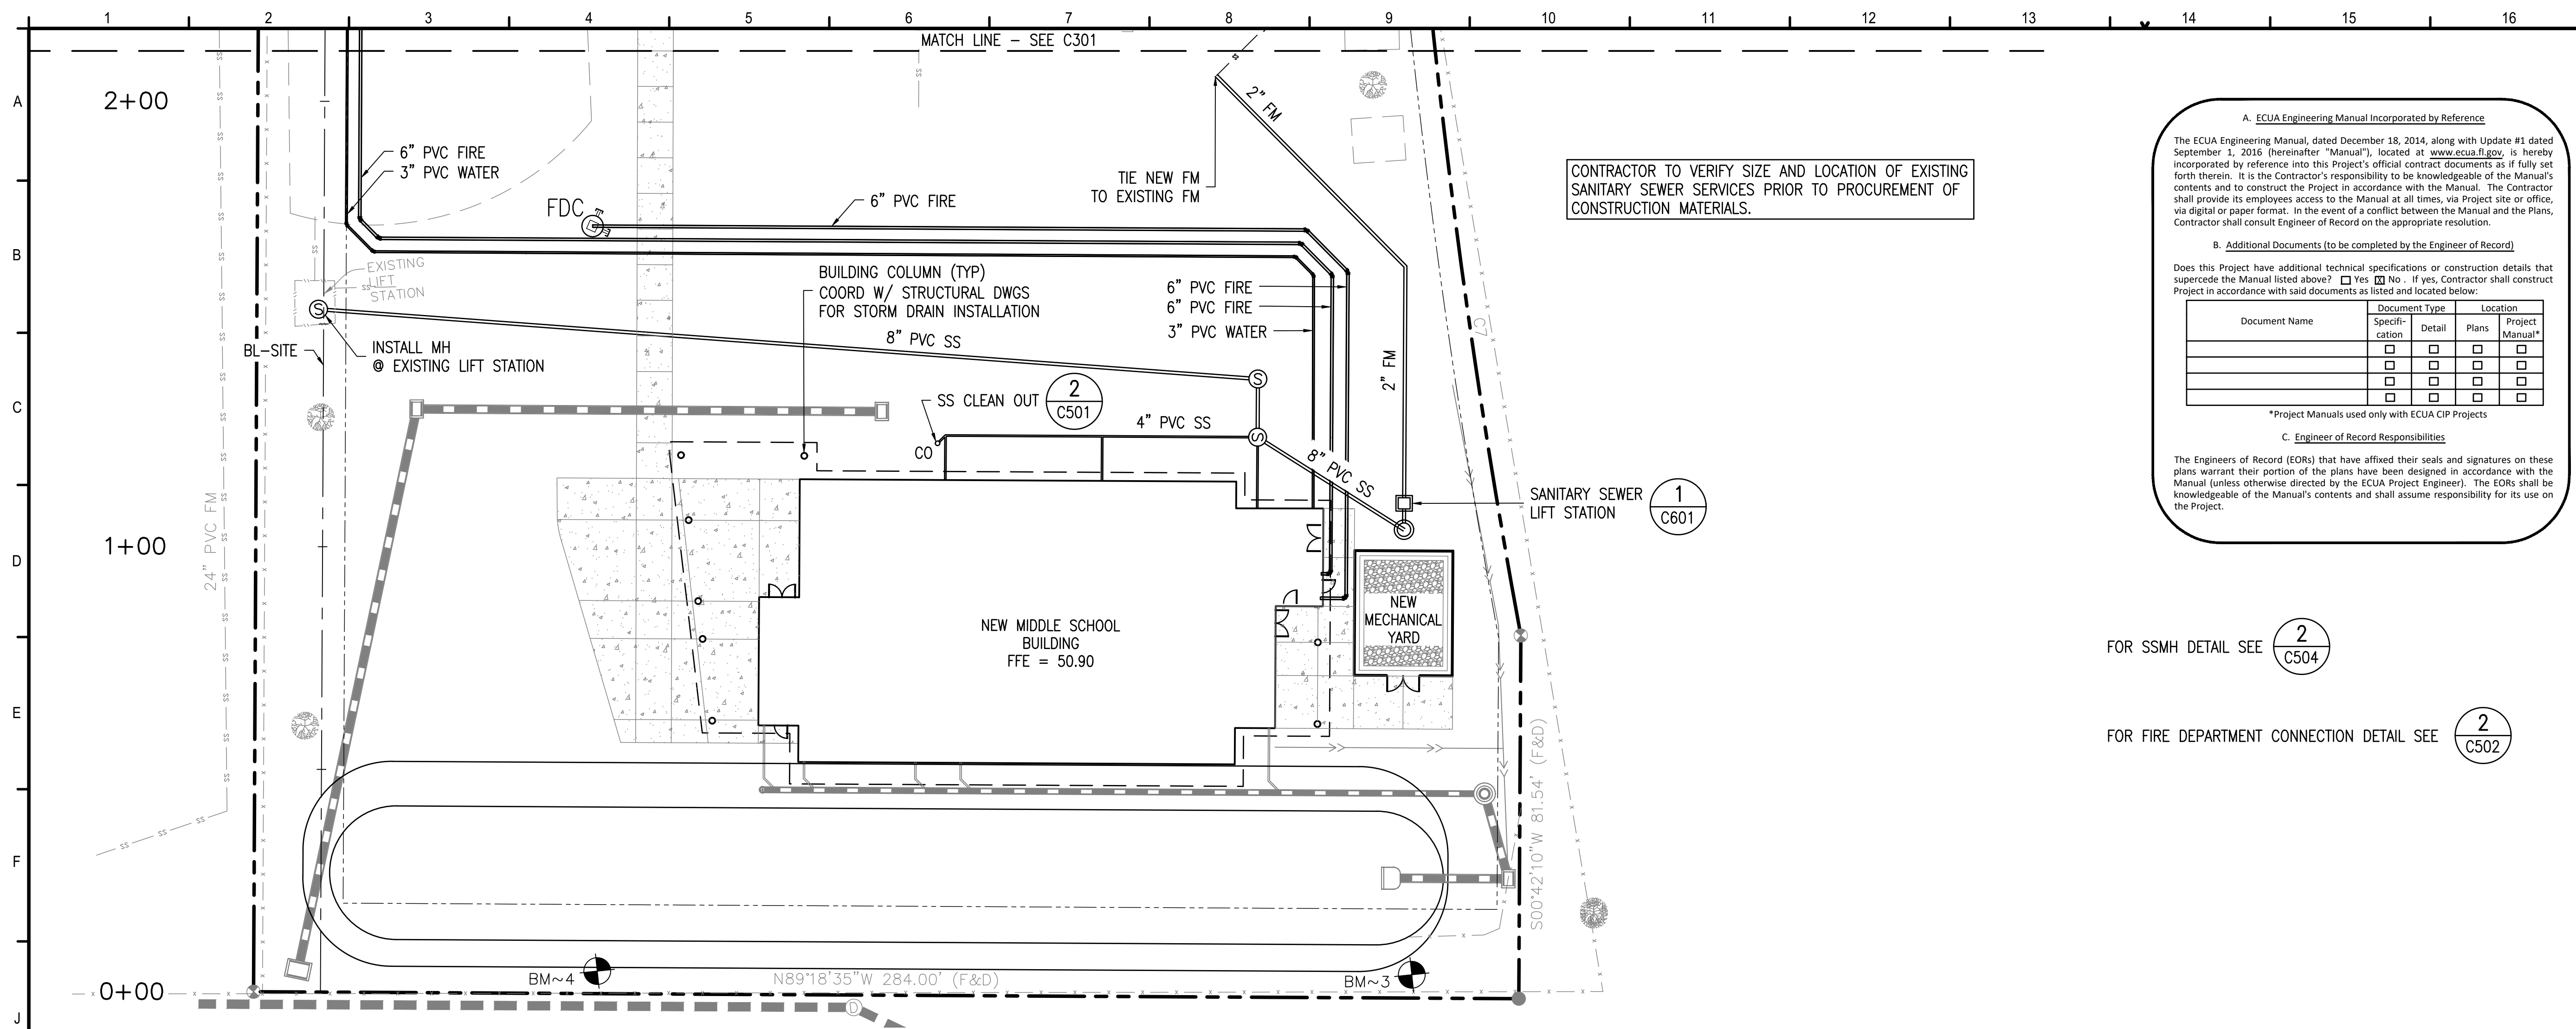 1 2 3 4 5 6 7 8 9 10 11 12 13 14 15 16
MATCH LINE – SEE C301
A
2+00
2" FM
6" PVC FIRE
3" PVC WATER
TIE NEW FM
TO EXISTING FM
CONTRACTOR TO VERIFY SIZE AND LOCATION OF EXISTING
SANITARY SEWER SERVICES PRIOR TO PROCUREMENT OF
CONSTRUCTION MATERIALS.
FDC
6" PVC FIRE
B
EXISTING
LIFT
STATION
BUILDING COLUMN (TYP)
COORD W/ STRUCTURAL DWGS
FOR STORM DRAIN INSTALLATION
6" PVC FIRE
6" PVC FIRE
3" PVC WATER
C7
S
8" PVC SS
BL–SITE
INSTALL MH
@ EXISTING LIFT STATION
2" FM
S
C
SS CLEAN OUT
2
C501
4" PVC SS
S
CO
8" PVC SS
24" PVC FM
SANITARY SEWER
LIFT STATION
1
C601
1+00
D
NEW
MECHANICAL
YARD
NEW MIDDLE SCHOOL
BUILDING
FFE = 50.90
E
S00°42'10"W 81.54' (F&D)
F
BM~4
N89°18'35"W 284.00' (F&D)
BM~3
0+00
D
J
A. ECUA Engineering Manual Incorporated by Reference
The ECUA Engineering Manual, dated December 18, 2014, along with Update #1 dated
September 1, 2016 (hereinafter "Manual"), located at www.ecua.fl.gov, is hereby
incorporated by reference into this Project's official contract documents as if fully set
forth therein. It is the Contractor's responsibility to be knowledgeable of the Manual's
contents and to construct the Project in accordance with the Manual. The Contractor
shall provide its employees access to the Manual at all times, via Project site or office,
via digital or paper format. In the event of a conflict between the Manual and the Plans,
Contractor shall consult Engineer of Record on the appropriate resolution.
B. Additional Documents (to be completed by the Engineer of Record)
Does this Project have additional technical specifications or construction details that
supercede the Manual listed above? ☐ Yes ☒ No . If yes, Contractor shall construct
Project in accordance with said documents as listed and located below:
Document Name
Document Type
Location
Specifi-
cation
Detail
Plans
Project
Manual*
*Project Manuals used only with ECUA CIP Projects
C. Engineer of Record Responsibilities
The Engineers of Record (EORs) that have affixed their seals and signatures on these
plans warrant their portion of the plans have been designed in accordance with the
Manual (unless otherwise directed by the ECUA Project Engineer). The EORs shall be
knowledgeable of the Manual's contents and shall assume responsibility for its use on
the Project.
FOR SSMH DETAIL SEE
2
C504
FOR FIRE DEPARTMENT CONNECTION DETAIL SEE
2
C502